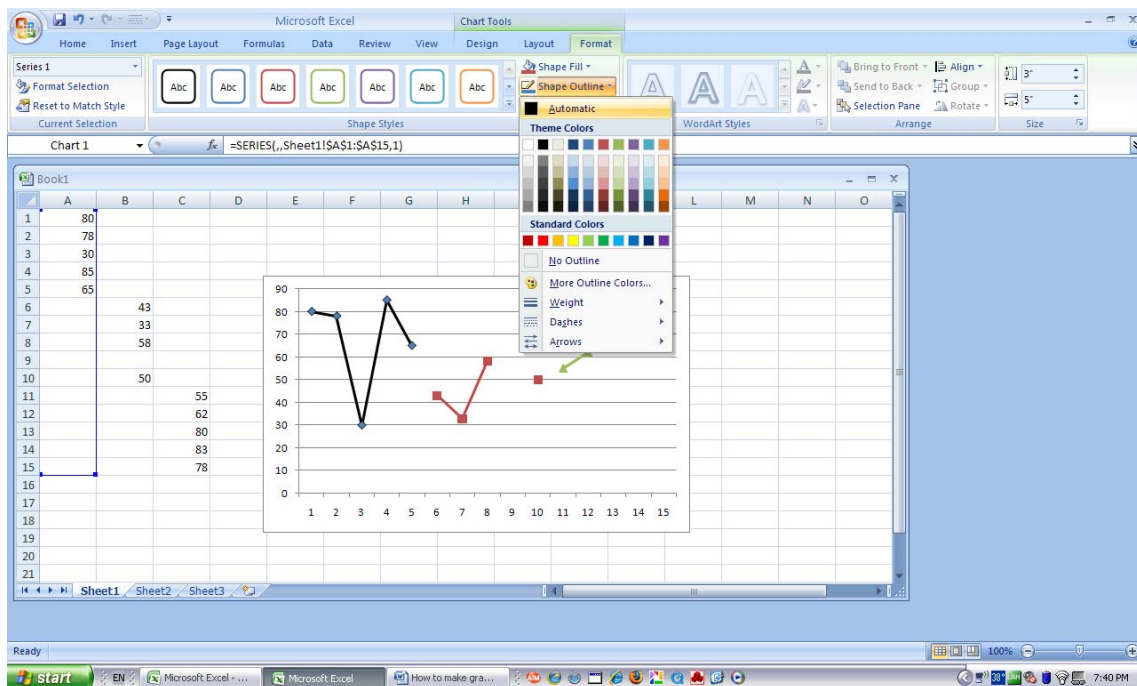 Microsoft Excel
Chart Tools
Home Insert Page Layout Formulas Data Review View Design Layout Format
Series 1
Format Selection
Reset to Match Style
Current Selection
Abc Abc Abc Abc Abc Abc Abc
Shape Styles
Shape Fill
Shape Outline
WordArt Styles
Bring to Front
Send to Back
Selection Pane
Align
Group
Rotate
Arrange
3"
5"
Size
Automatic
Theme Colors
Standard Colors
No Outline
More Outline Colors...
Weight
Dashes
Arrows
Chart 1 fx =SERIES(,,Sheet1!$A$1:$A$15,1)
Book1
A B C D E F G H L M N O
1 80
2 78
3 30
4 85
5 65
6 43
7 33
8 58
9
10 50
11 55
12 62
13 80
14 83
15 78
16
17
18
19
20
21
90
80
70
60
50
40
30
20
10
0
1 2 3 4 5 6 7 8 9 10 11 12 13 14 15
Sheet1 Sheet2 Sheet3
Ready
100%
start EN Microsoft Excel - ... Microsoft Excel How to make gra... 38° 7:40 PM